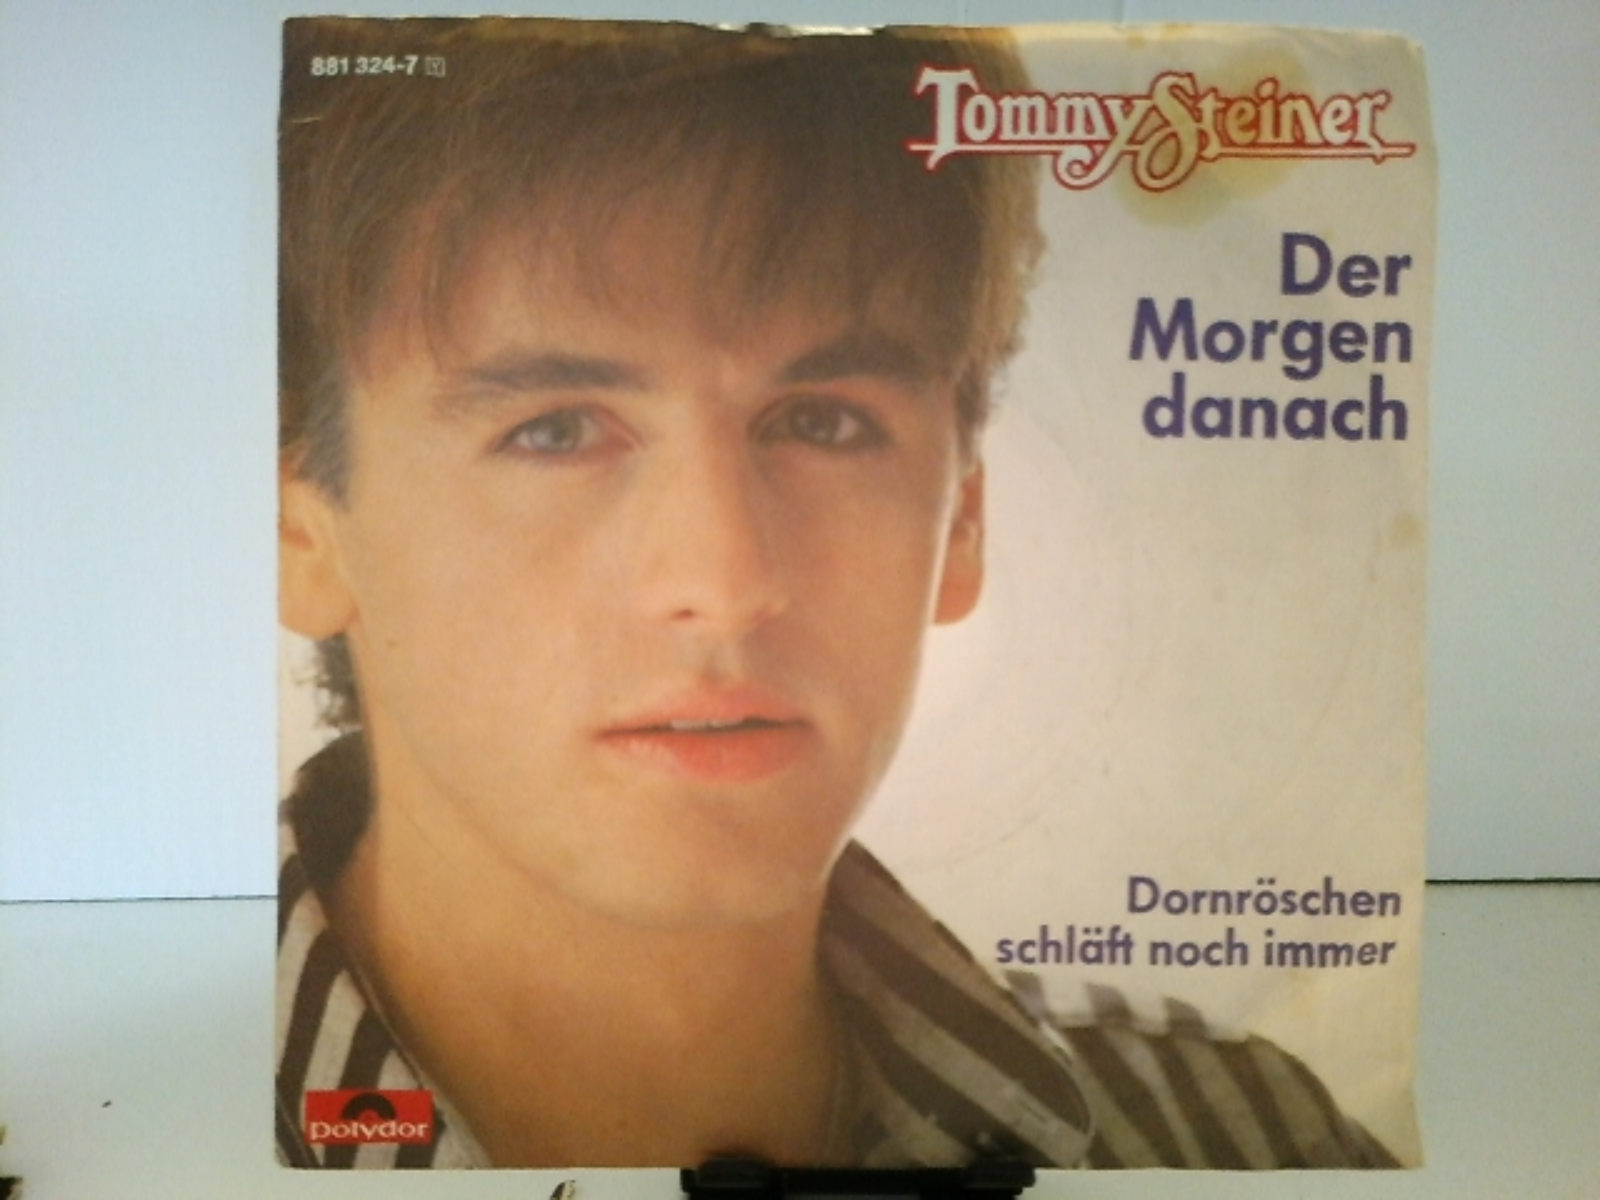 881 324-7 Y
Tommy Steiner
Der
Morgen
danach
Dornröschen
schläft noch immer
polydor